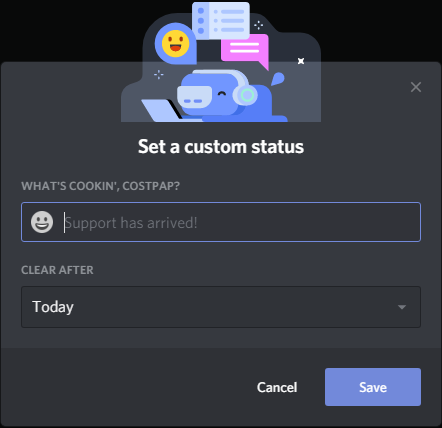 Set a custom status
WHAT'S COOKIN', COSTPAP?
Support has arrived!
CLEAR AFTER
Today
Cancel
Save